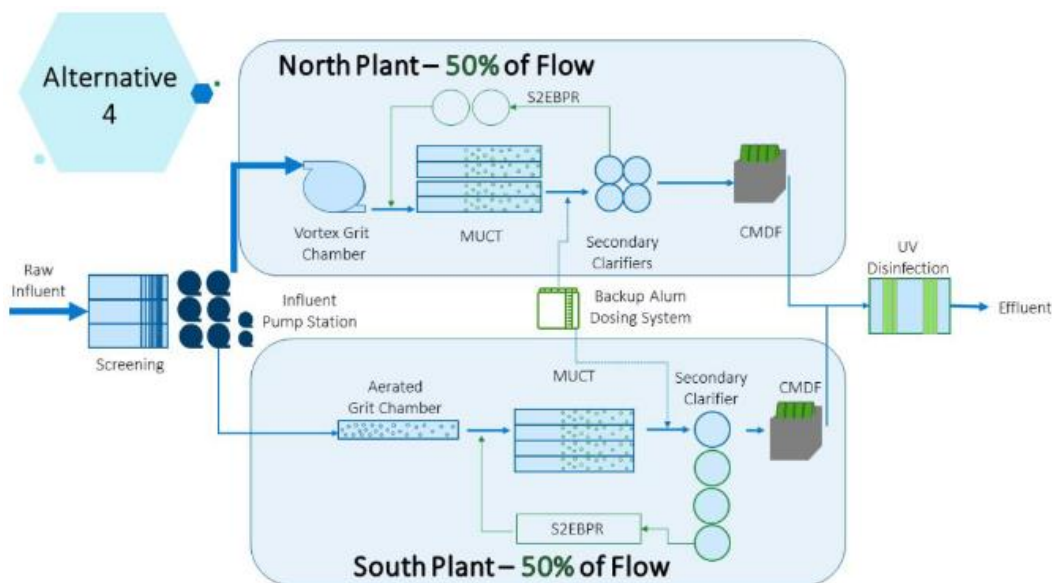 Alternative
4
North Plant – 50% of Flow
S2EBPR
Vortex Grit
Chamber
MUCT
Secondary
Clarifiers
CMDF
Raw
Influent
Screening
Influent
Pump Station
Backup Alum
Dosing System
UV
Disinfection
Effluent
Aerated
Grit Chamber
MUCT
Secondary
Clarifier
CMDF
S2EBPR
South Plant – 50% of Flow